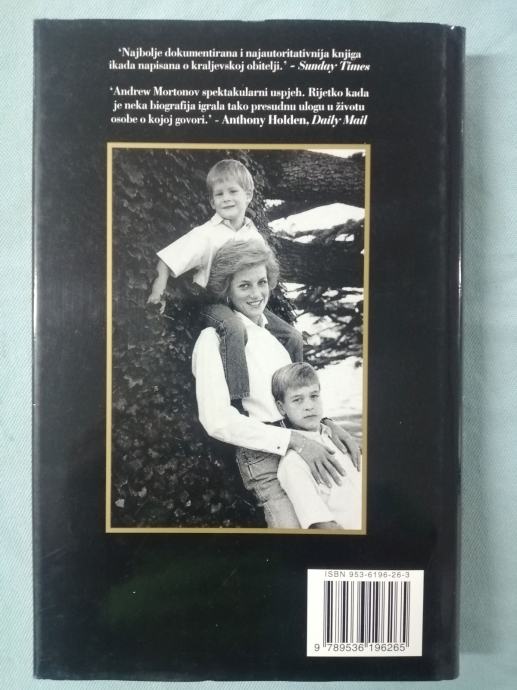 ‘Najbolje dokumentirana i najautoritativnija knjiga
ikada napisana o kraljevskoj obitelji.’ - Sunday Times
‘Andrew Mortonov spektakularni uspjeh. Rijetko kada
je neka biografija igrala tako presudnu ulogu u životu
osobe o kojoj govori.’ - Anthony Holden, Daily Mail
ISBN 953-6196-26-3
9 789536 196265